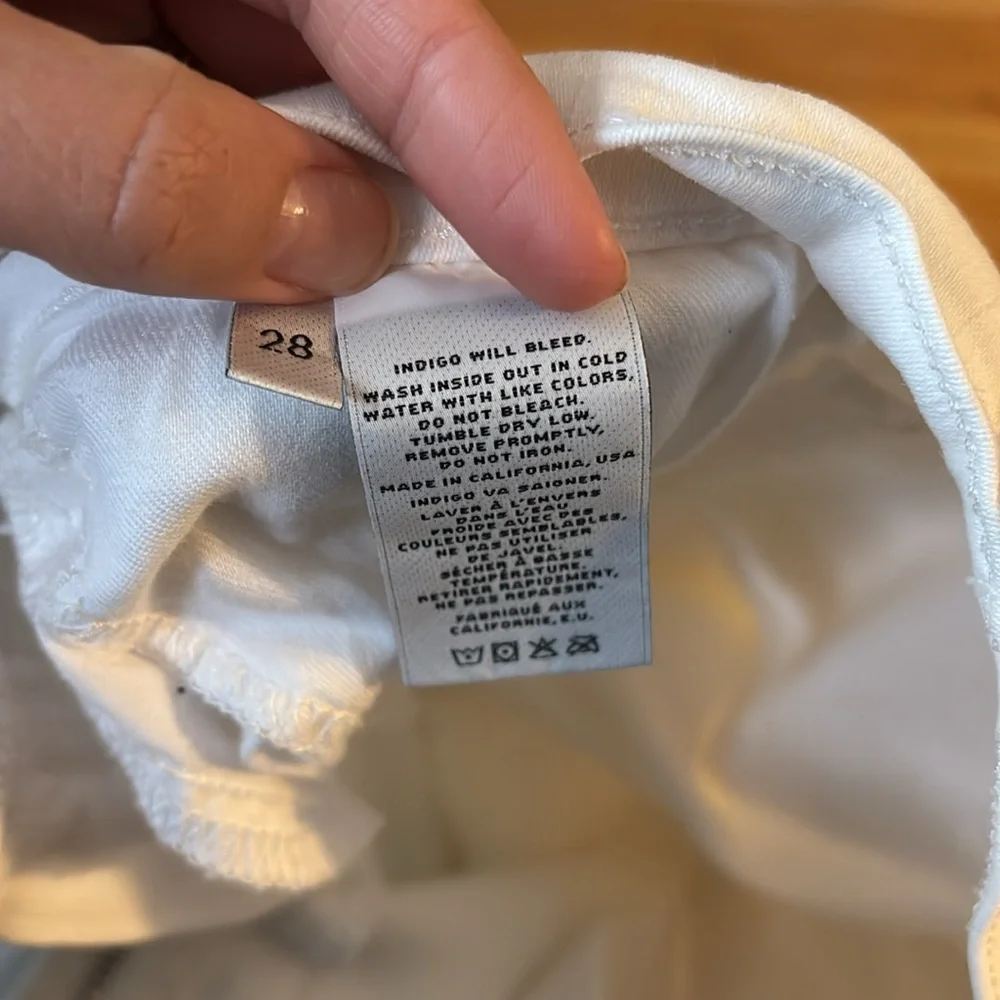 28
INDIGO WILL BLEED.
WASH INSIDE OUT IN COLD
WATER WITH LIKE COLORS,
DO NOT BLEACH.
TUMBLE DRY LOW.
REMOVE PROMPTLY,
DO NOT IRON.
MADE IN CALIFORNIA, USA
INDIGO VA SAIGNER.
LAVER À L'ENVERS
DANS L'EAU
FROIDE AVEC DES
COULEURS SEMBLABLES,
NE PAS UTILISER
DE JAVEL.
SÉCHER À BASSE
TEMPÉRATURE.
RETIRER RAPIDEMENT,
NE PAS REPASSER.
FABRIQUÉ AUX
CALIFORNIE, E.U.